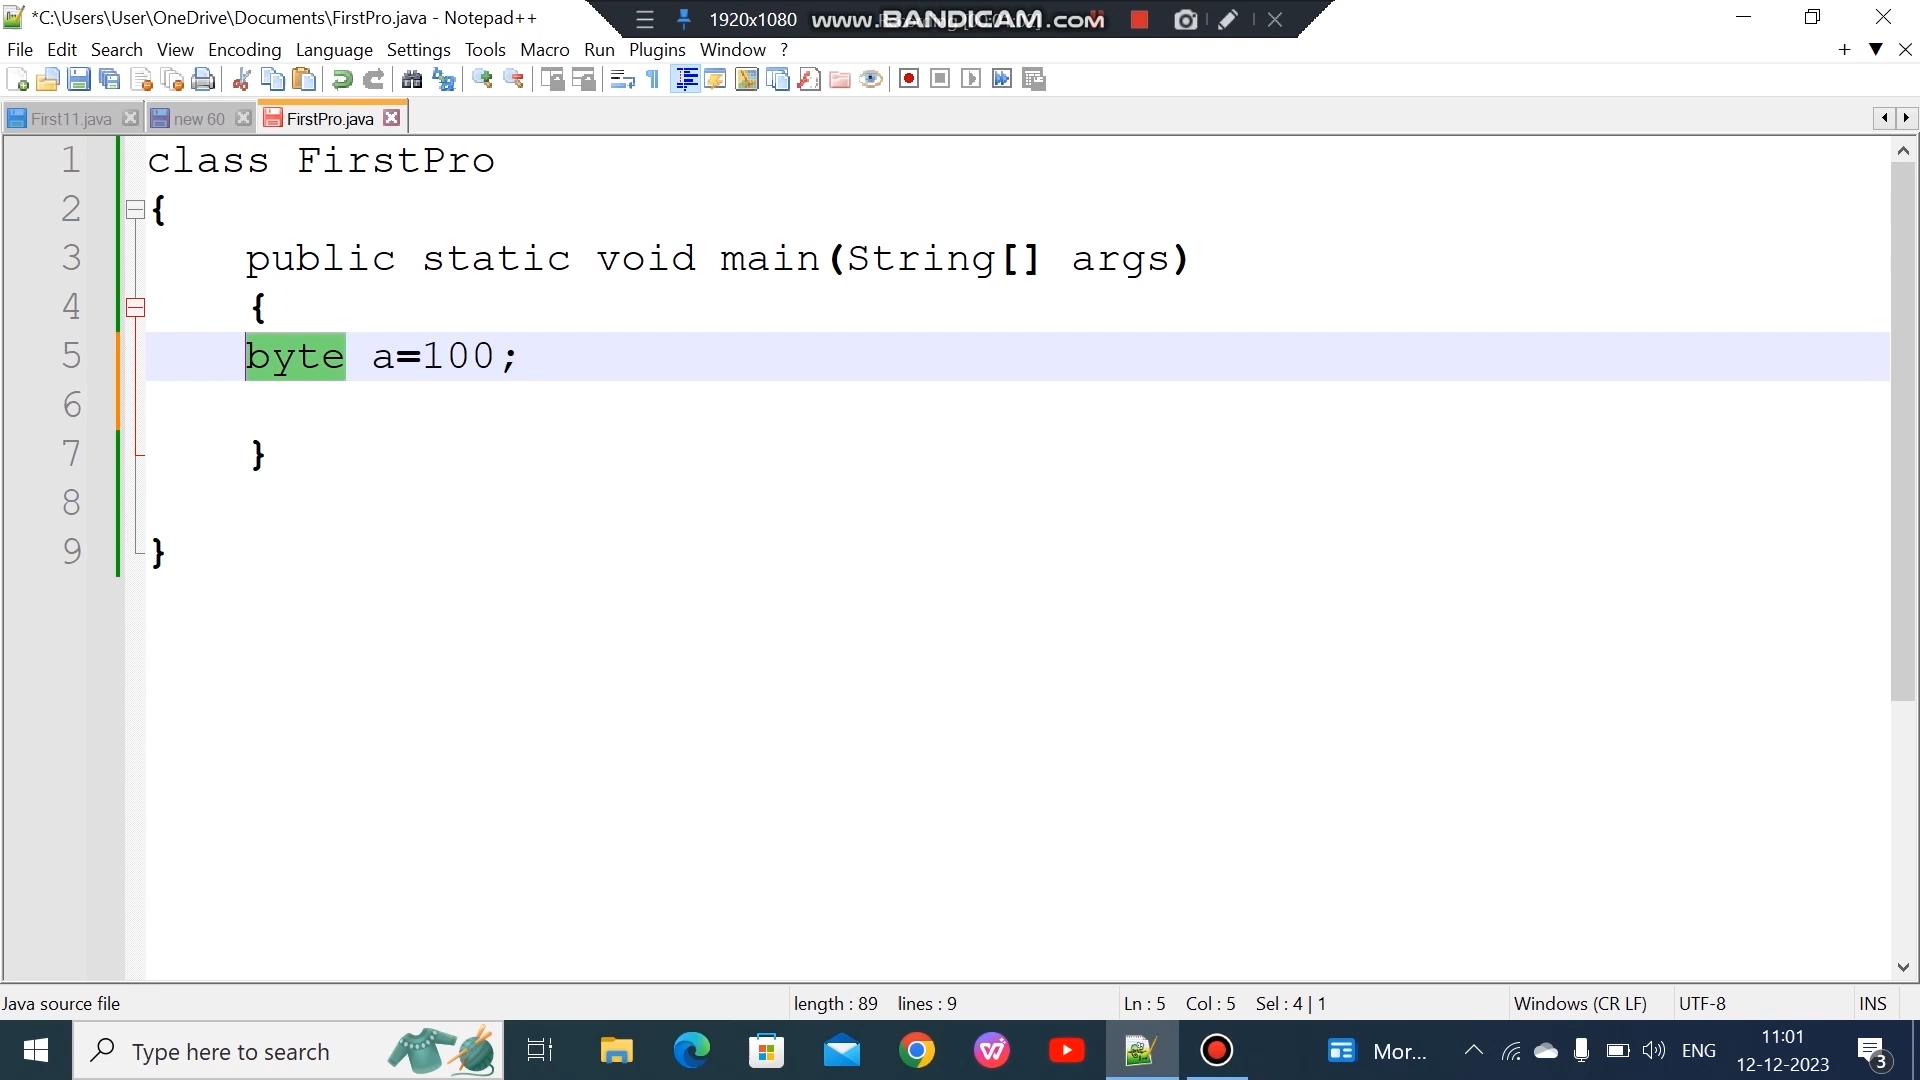 *C:\Users\User\OneDrive\Documents\FirstPro.java - Notepad++
1920x1080
www.BANDICAM.com
File Edit Search View Encoding Language Settings Tools Macro Run Plugins Window ?
First11.java
new 60
FirstPro.java
1 class FirstPro
2 {
3 public static void main(String[] args)
4 {
5 byte a=100;
6
7 }
8
9 }
Java source file
length : 89 lines : 9
Ln : 5 Col : 5 Sel : 4 | 1
Windows (CR LF)
UTF-8
INS
Type here to search
Mor...
ENG
11:01
12-12-2023
3